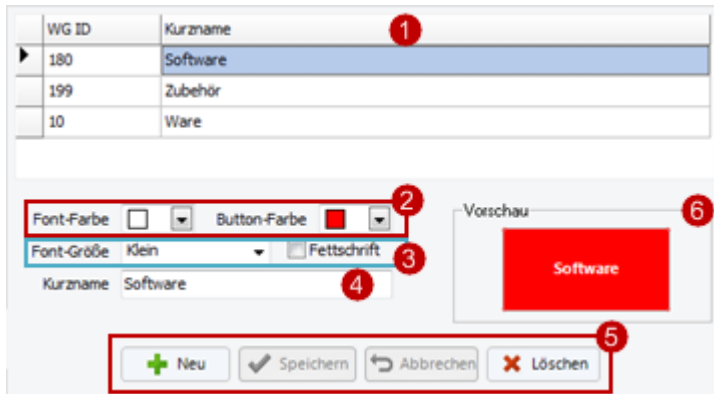 WG ID Kurzname 1
180 Software
199 Zubehör
10 Ware
Font-Farbe Button-Farbe 2
Font-Größe Klein Fettschrift 3
Kurzname Software 4
Vorschau 6
Software
5
Neu Speichern Abbrechen Löschen